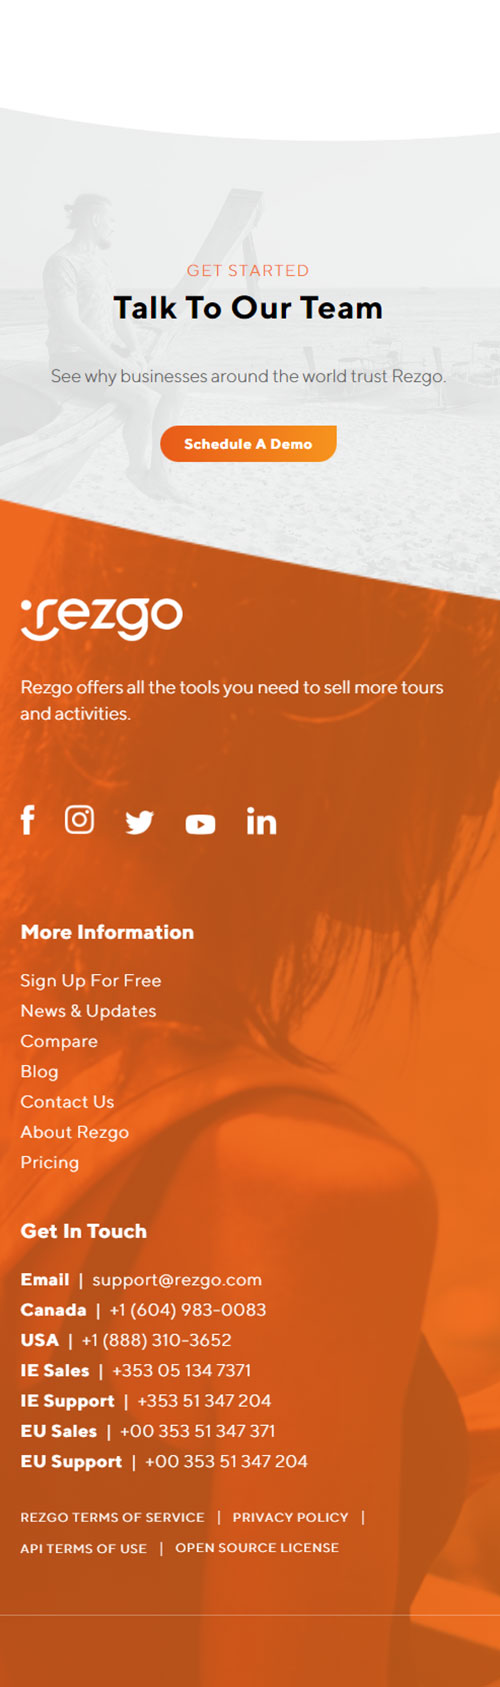 GET STARTED
Talk To Our Team
See why businesses around the world trust Rezgo.
Schedule A Demo
rezgo
Rezgo offers all the tools you need to sell more tours
and activities.
More Information
Sign Up For Free
News & Updates
Compare
Blog
Contact Us
About Rezgo
Pricing
Get In Touch
Email | support@rezgo.com
Canada | +1 (604) 983-0083
USA | +1 (888) 310-3652
IE Sales | +353 05 134 7371
IE Support | +353 51 347 204
EU Sales | +00 353 51 347 371
EU Support | +00 353 51 347 204
REZGO TERMS OF SERVICE | PRIVACY POLICY |
API TERMS OF USE | OPEN SOURCE LICENSE